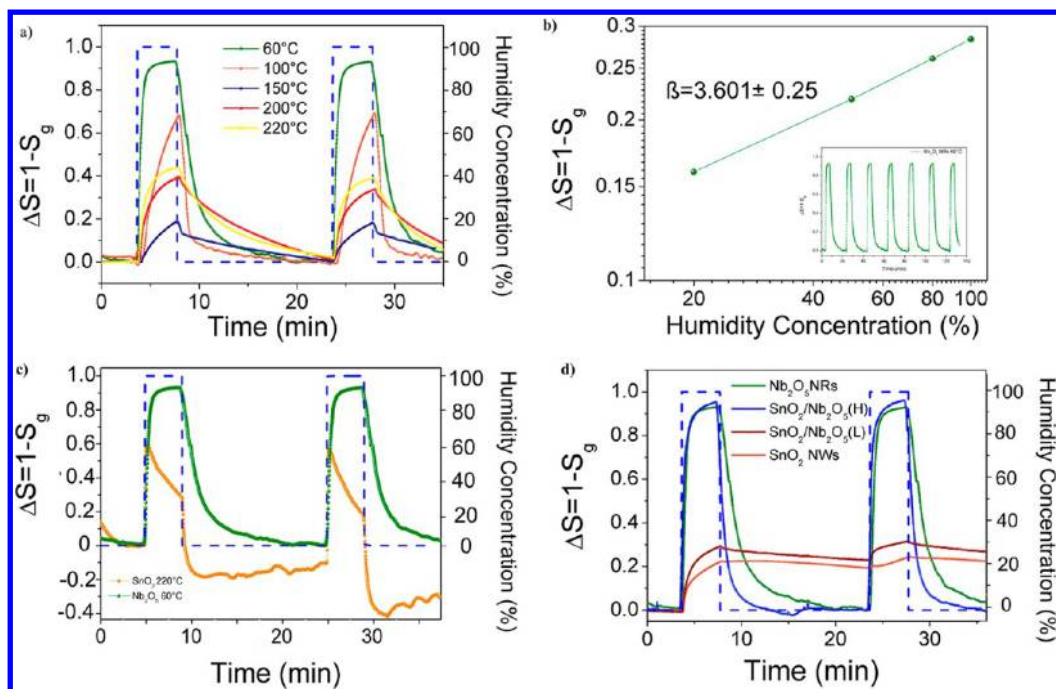 a)
1.0
0.8
0.6
0.4
0.2
0.0
ΔS=1-Sg
60°C
100°C
150°C
200°C
220°C
100
80
60
40
20
0
Humidity Concentration (%)
0 10 20 30
Time (min)
b)
0.3
0.25
0.2
0.15
0.1
ΔS=1-Sg
ß=3.601± 0.25
20 40 60 80 100
Humidity Concentration (%)
c)
1.0
0.8
0.6
0.4
0.2
0
-0.2
-0.4
ΔS=1-Sg
SnO2 220°C
Nb2O5 60°C
100
80
60
40
20
0
Humidity Concentration (%)
0 10 20 30
Time (min)
d)
1.0
0.8
0.6
0.4
0.2
0.0
ΔS=1-Sg
Nb2O5NRs
SnO2/Nb2O5(H)
SnO2/Nb2O5(L)
SnO2 NWs
100
80
60
40
20
0
Humidity Concentration (%)
0 10 20 30
Time (min)